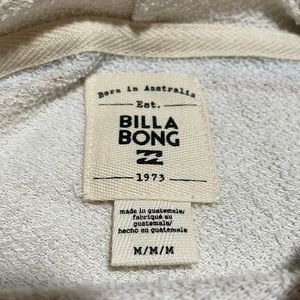 Born in Australia
Est.
BILLA
BONG
1973
made in guatemala/
fabriqué au
guatemala/
hecho en guatemala
M/M/M